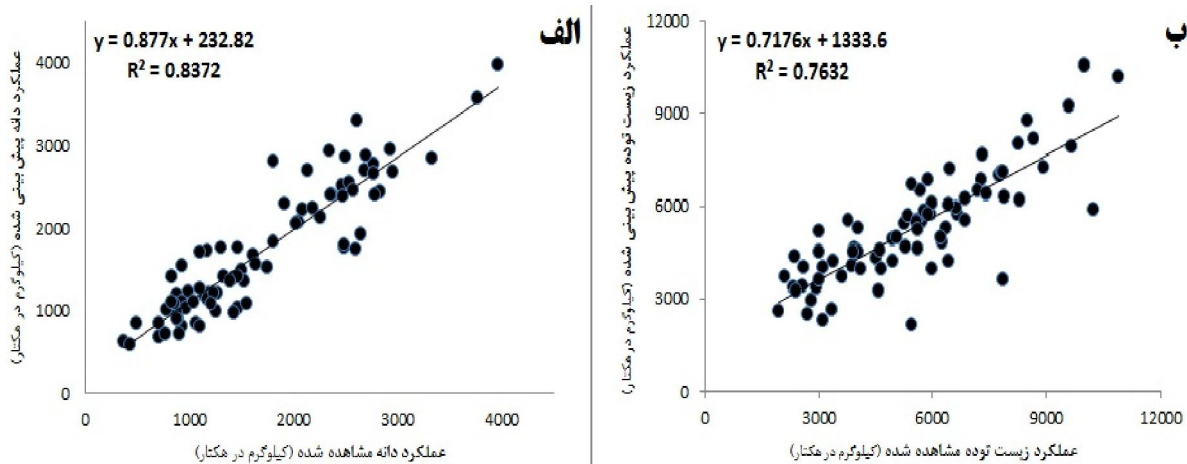 الف
y = 0.877x + 232.82
R² = 0.8372
عملکرد دانه پیش بینی شده (کیلوگرم در هکتار)
4000
3000
2000
1000
0
0 1000 2000 3000 4000
عملکرد دانه مشاهده شده (کیلوگرم در هکتار)
ب
y = 0.7176x + 1333.6
R² = 0.7632
عملکرد زیست توده پیش بینی شده (کیلوگرم در هکتار)
12000
9000
6000
3000
0
0 3000 6000 9000 12000
عملکرد زیست توده مشاهده شده (کیلوگرم در هکتار)